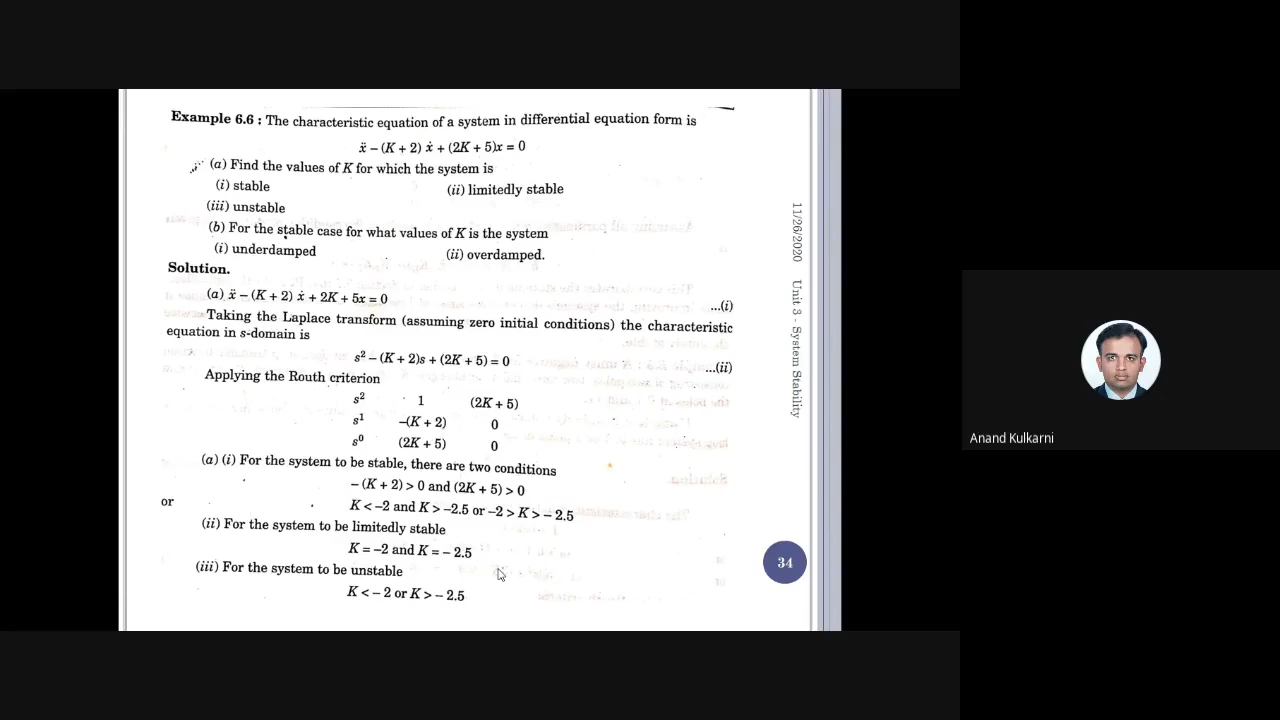 Example 6.6 : The characteristic equation of a system in differential equation form is
ẍ – (K + 2) ẋ + (2K + 5)x = 0
(a) Find the values of K for which the system is
(i) stable (ii) limitedly stable
(iii) unstable
(b) For the stable case for what values of K is the system
(i) underdamped (ii) overdamped.
Solution.
(a) ẍ – (K + 2) ẋ + 2K + 5x = 0 ...(i)
Taking the Laplace transform (assuming zero initial conditions) the characteristic
equation in s-domain is
s² – (K + 2)s + (2K + 5) = 0 ...(ii)
Applying the Routh criterion
s² 1 (2K + 5)
s¹ –(K + 2) 0
s⁰ (2K + 5) 0
(a) (i) For the system to be stable, there are two conditions
– (K + 2) > 0 and (2K + 5) > 0
or K < –2 and K > –2.5 or –2 > K > – 2.5
(ii) For the system to be limitedly stable
K = –2 and K = – 2.5
(iii) For the system to be unstable
K < – 2 or K > – 2.5
11/26/2020 Unit 3 - System Stability
34
Anand Kulkarni